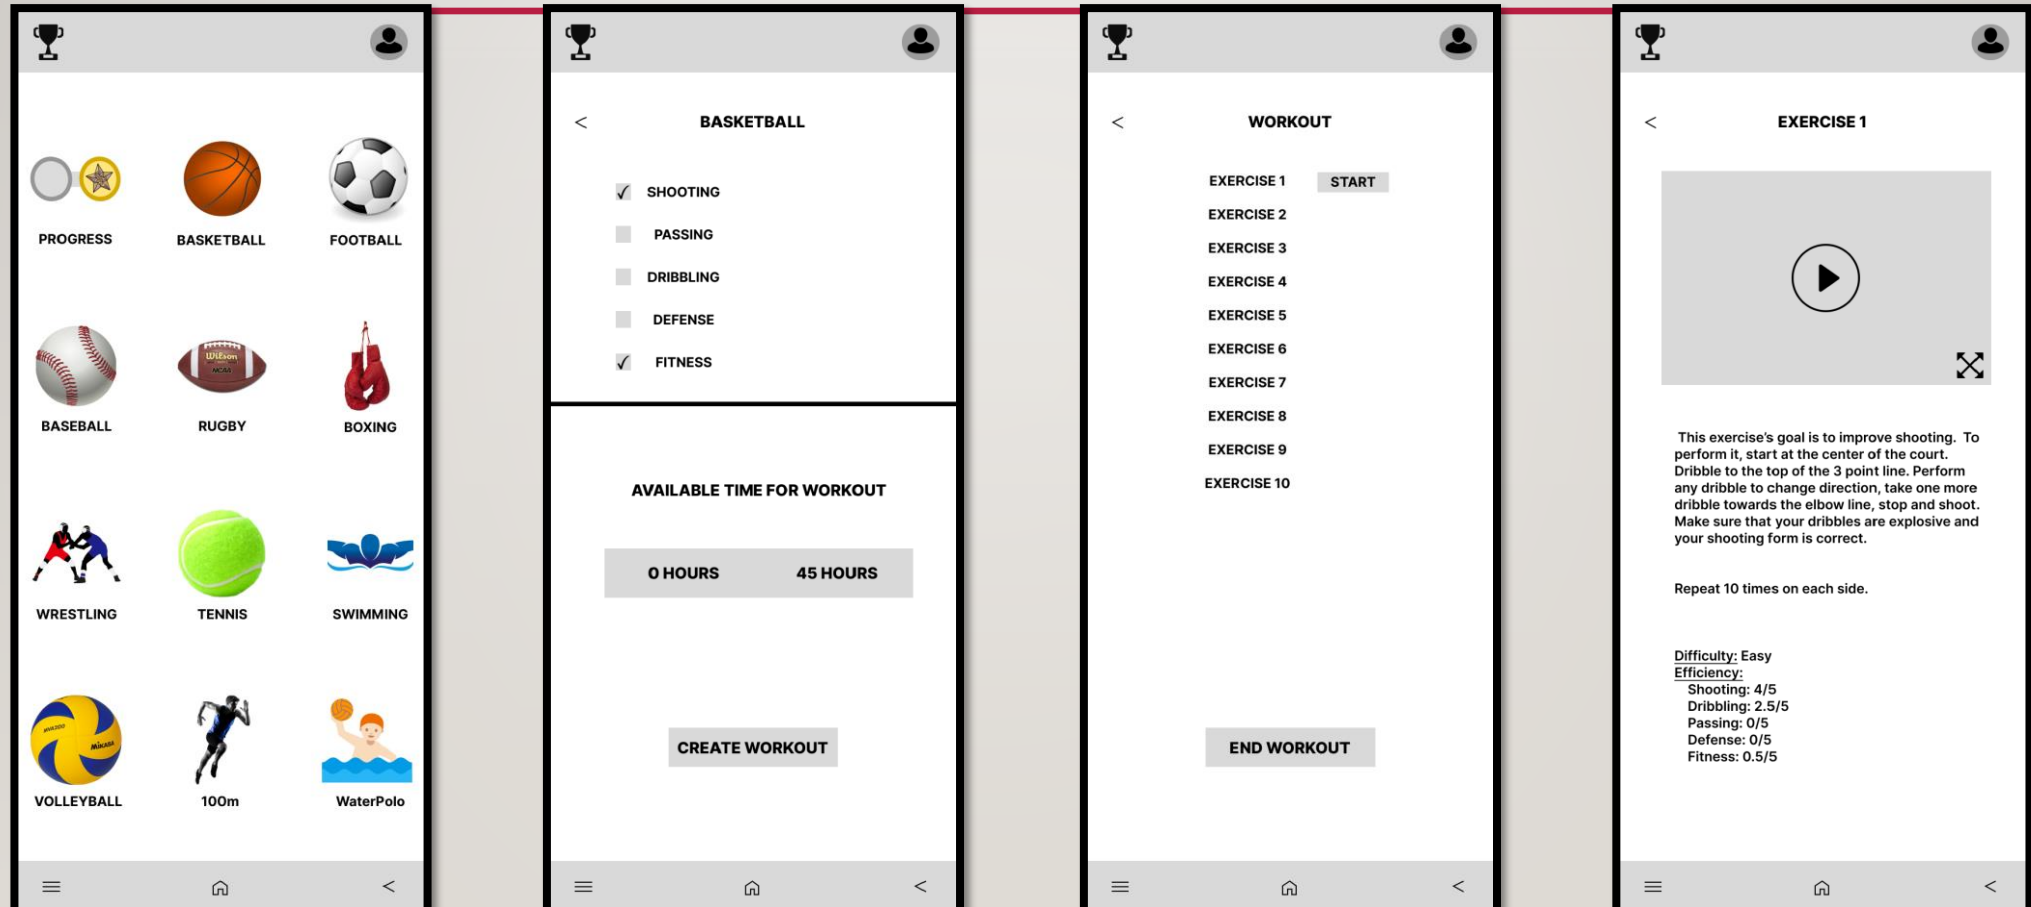 PROGRESS
BASKETBALL
FOOTBALL
Wilson
NCAA
BASEBALL
RUGBY
BOXING
WRESTLING
TENNIS
SWIMMING
MVA200
MIKASA
VOLLEYBALL
100m
WaterPolo
<
< BASKETBALL
✓ SHOOTING
PASSING
DRIBBLING
DEFENSE
✓ FITNESS
AVAILABLE TIME FOR WORKOUT
0 HOURS 45 HOURS
CREATE WORKOUT
<
< WORKOUT
EXERCISE 1 START
EXERCISE 2
EXERCISE 3
EXERCISE 4
EXERCISE 5
EXERCISE 6
EXERCISE 7
EXERCISE 8
EXERCISE 9
EXERCISE 10
END WORKOUT
<
< EXERCISE 1
This exercise's goal is to improve shooting. To
perform it, start at the center of the court.
Dribble to the top of the 3 point line. Perform
any dribble to change direction, take one more
dribble towards the elbow line, stop and shoot.
Make sure that your dribbles are explosive and
your shooting form is correct.
Repeat 10 times on each side.
Difficulty: Easy
Efficiency:
Shooting: 4/5
Dribbling: 2.5/5
Passing: 0/5
Defense: 0/5
Fitness: 0.5/5
<